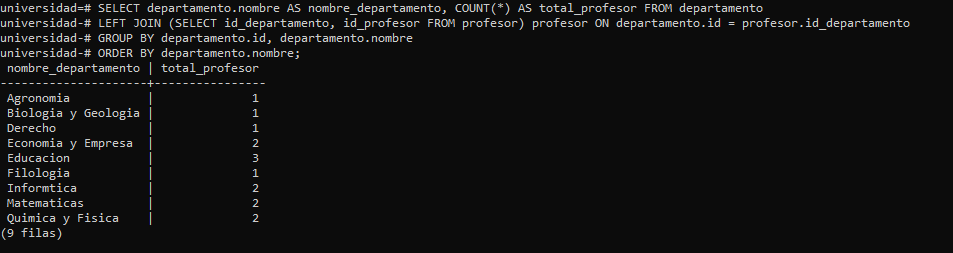 universidad=# SELECT departamento.nombre AS nombre_departamento, COUNT(*) AS total_profesor FROM departamento
universidad-# LEFT JOIN (SELECT id_departamento, id_profesor FROM profesor) profesor ON departamento.id = profesor.id_departamento
universidad-# GROUP BY departamento.id, departamento.nombre
universidad-# ORDER BY departamento.nombre;
 nombre_departamento | total_profesor
---------------------+----------------
 Agronomia           |              1
 Biologia y Geologia |              1
 Derecho             |              1
 Economia y Empresa  |              2
 Educacion           |              3
 Filologia           |              1
 Informtica          |              2
 Matematicas         |              2
 Quimica y Fisica    |              2
(9 filas)